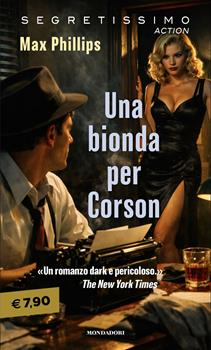 SEGRETISSIMO
ACTION
Max Phillips
Una
bionda
per
Corson
«Un romanzo dark e pericoloso.»
The New York Times
€ 7,90
MONDADORI